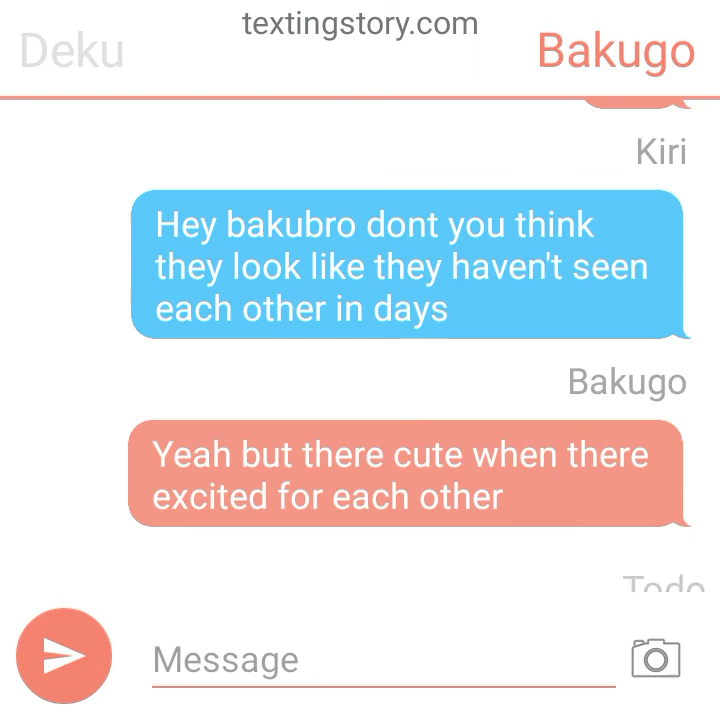 textingstory.com
Deku
Bakugo
Kiri
Hey bakubro dont you think
they look like they haven't seen
each other in days
Bakugo
Yeah but there cute when there
excited for each other
Todo
Message